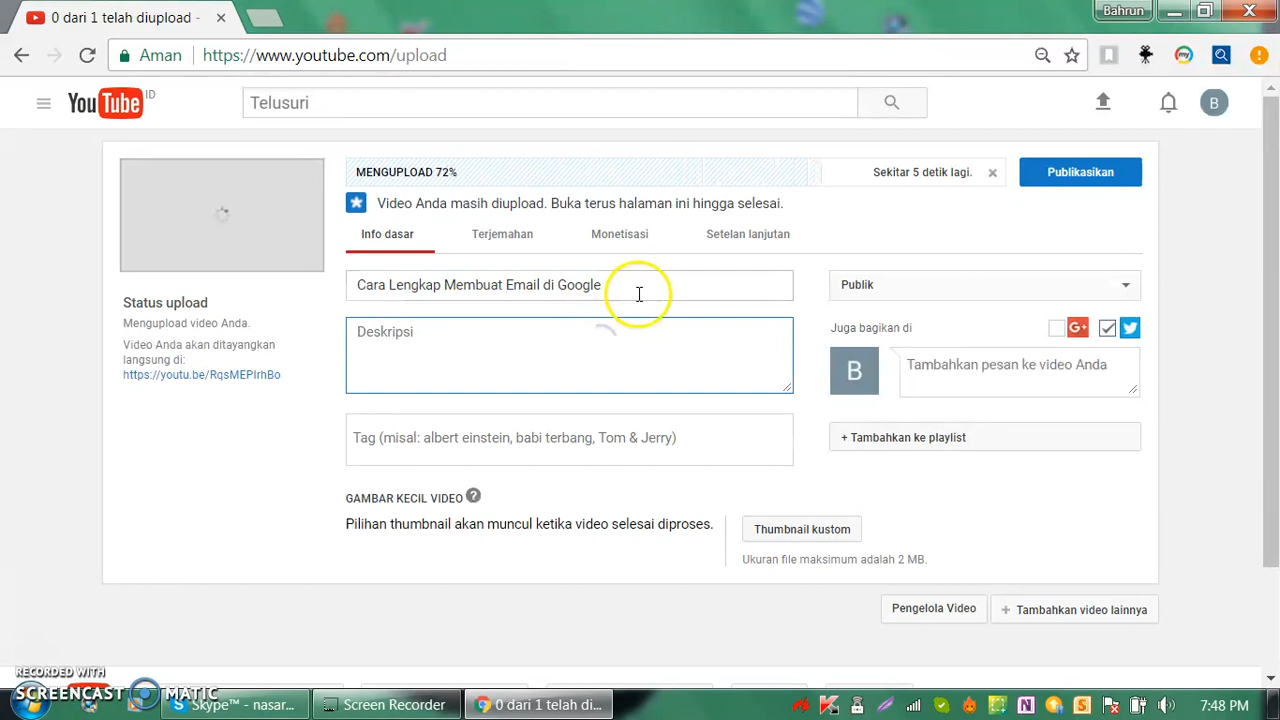 0 dari 1 telah diupload -
Bahrun
Aman https://www.youtube.com/upload
my
YouTube ID
Telusuri
B
MENGUPLOAD 72%
Sekitar 5 detik lagi.
Publikasikan
Video Anda masih diupload. Buka terus halaman ini hingga selesai.
Info dasar
Terjemahan
Monetisasi
Setelan lanjutan
Cara Lengkap Membuat Email di Google
Publik
Deskripsi
Status upload
Mengupload video Anda.
Video Anda akan ditayangkan
langsung di:
https://youtu.be/RqsMEPIrhBo
Juga bagikan di
G+
B
Tambahkan pesan ke video Anda
Tag (misal: albert einstein, babi terbang, Tom & Jerry)
+ Tambahkan ke playlist
GAMBAR KECIL VIDEO ?
Pilihan thumbnail akan muncul ketika video selesai diproses.
Thumbnail kustom
Ukuran file maksimum adalah 2 MB.
Pengelola Video
+ Tambahkan video lainnya
RECORDED WITH
SCREENCAST MATIC
Skype™ - nasar...
Screen Recorder
0 dari 1 telah di...
7:48 PM